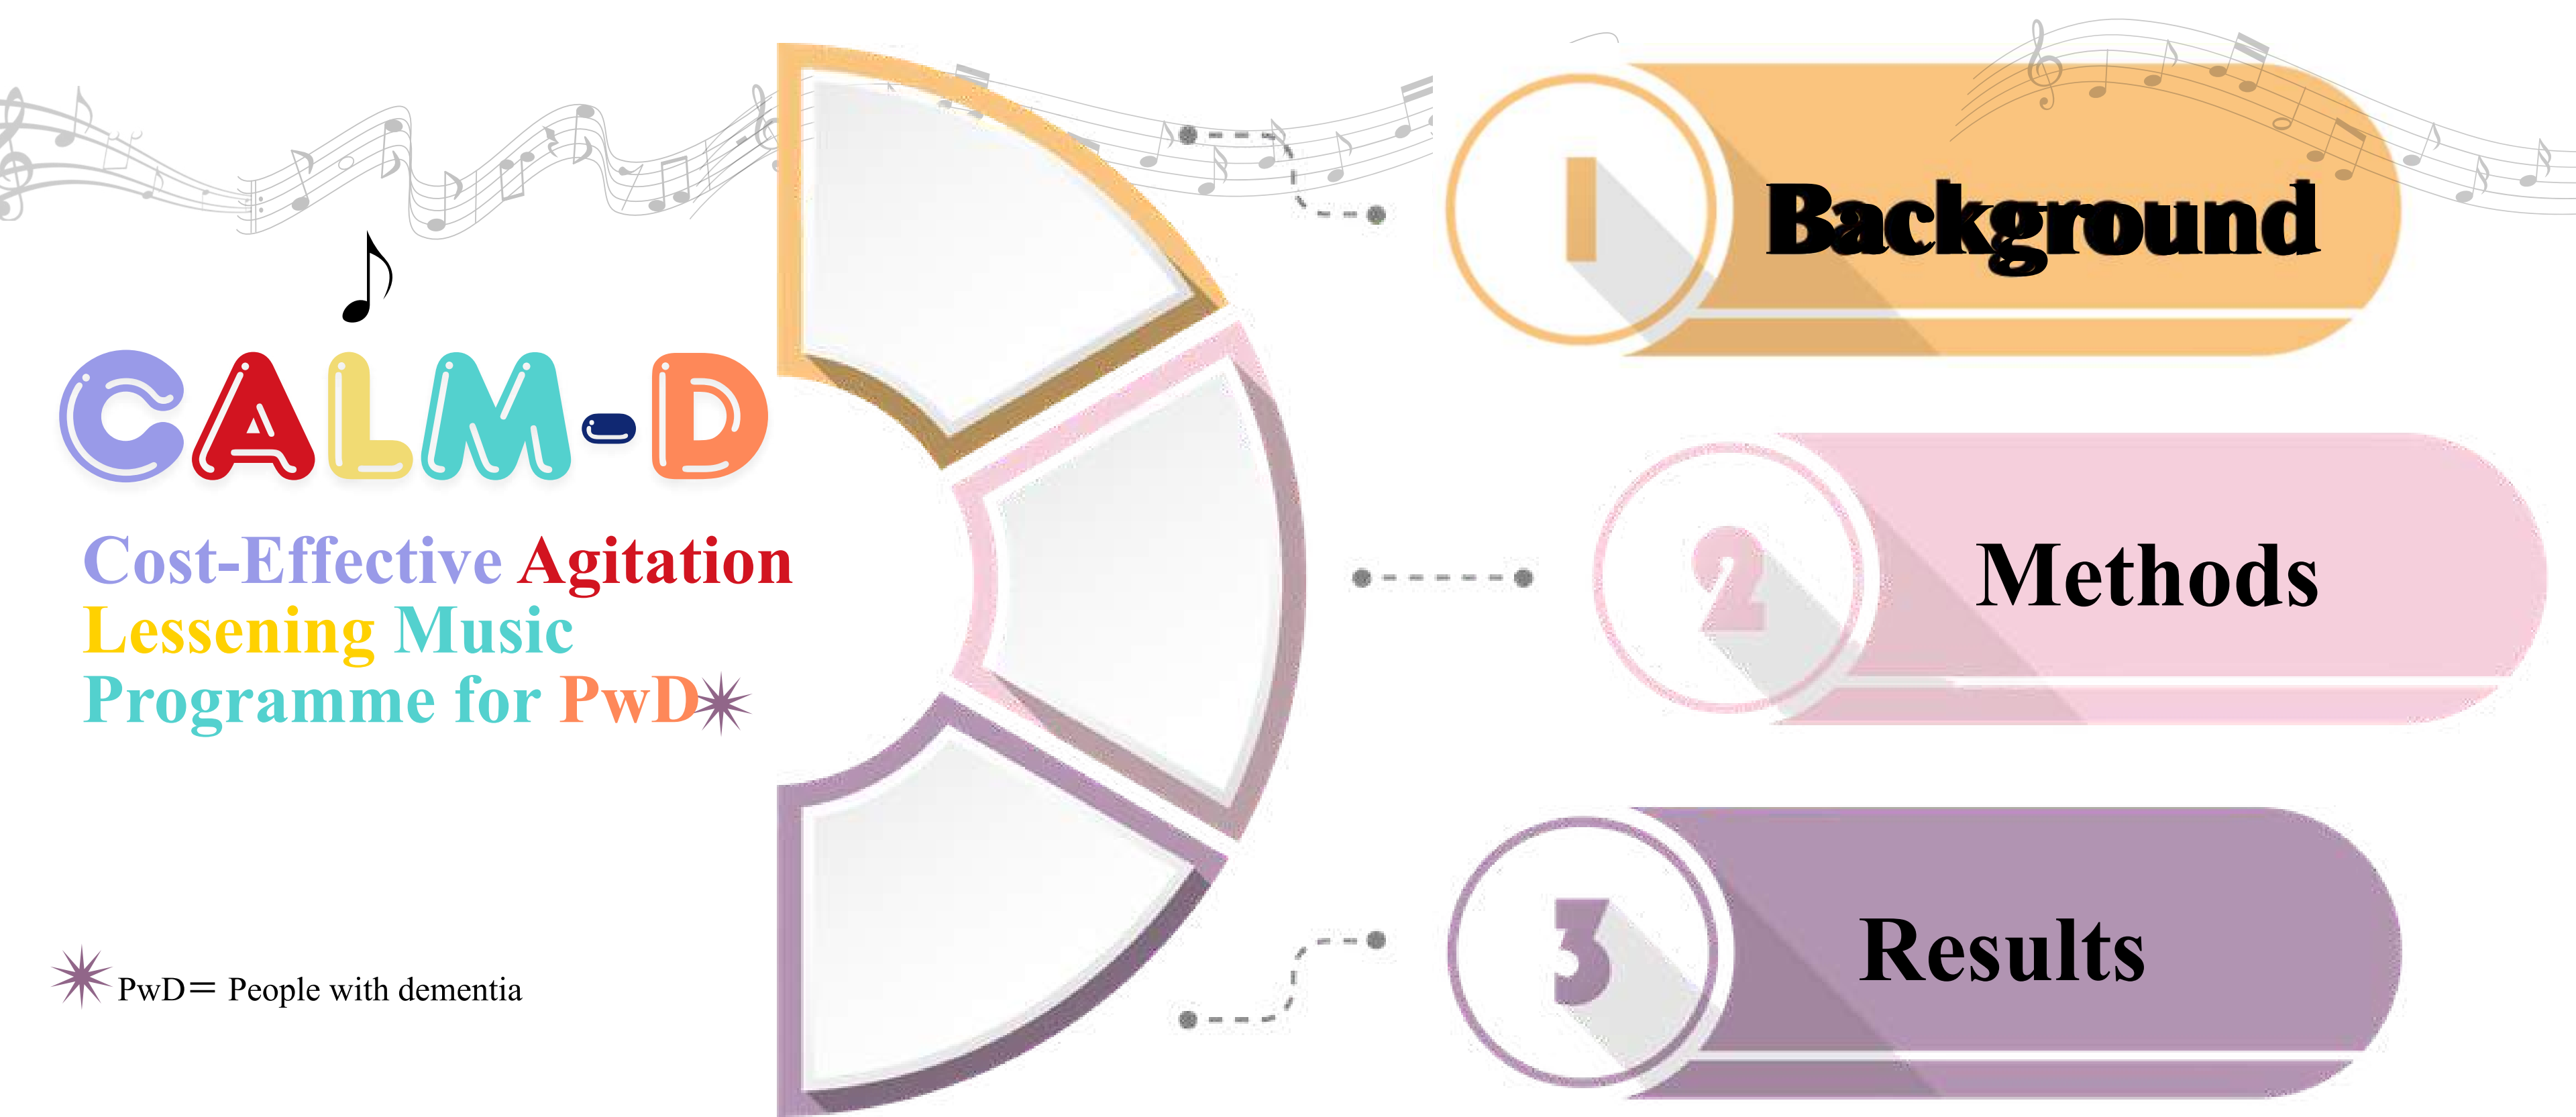 CALM-D
Cost-Effective Agitation
Lessening Music
Programme for PwD
PwD= People with dementia
1
Background
2
Methods
3
Results